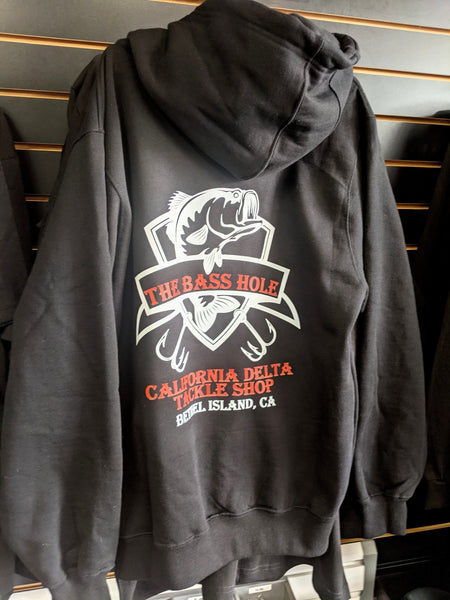 THE BASS HOLE
CALIFORNIA DELTA
TACKLE SHOP
BETHEL ISLAND, CA